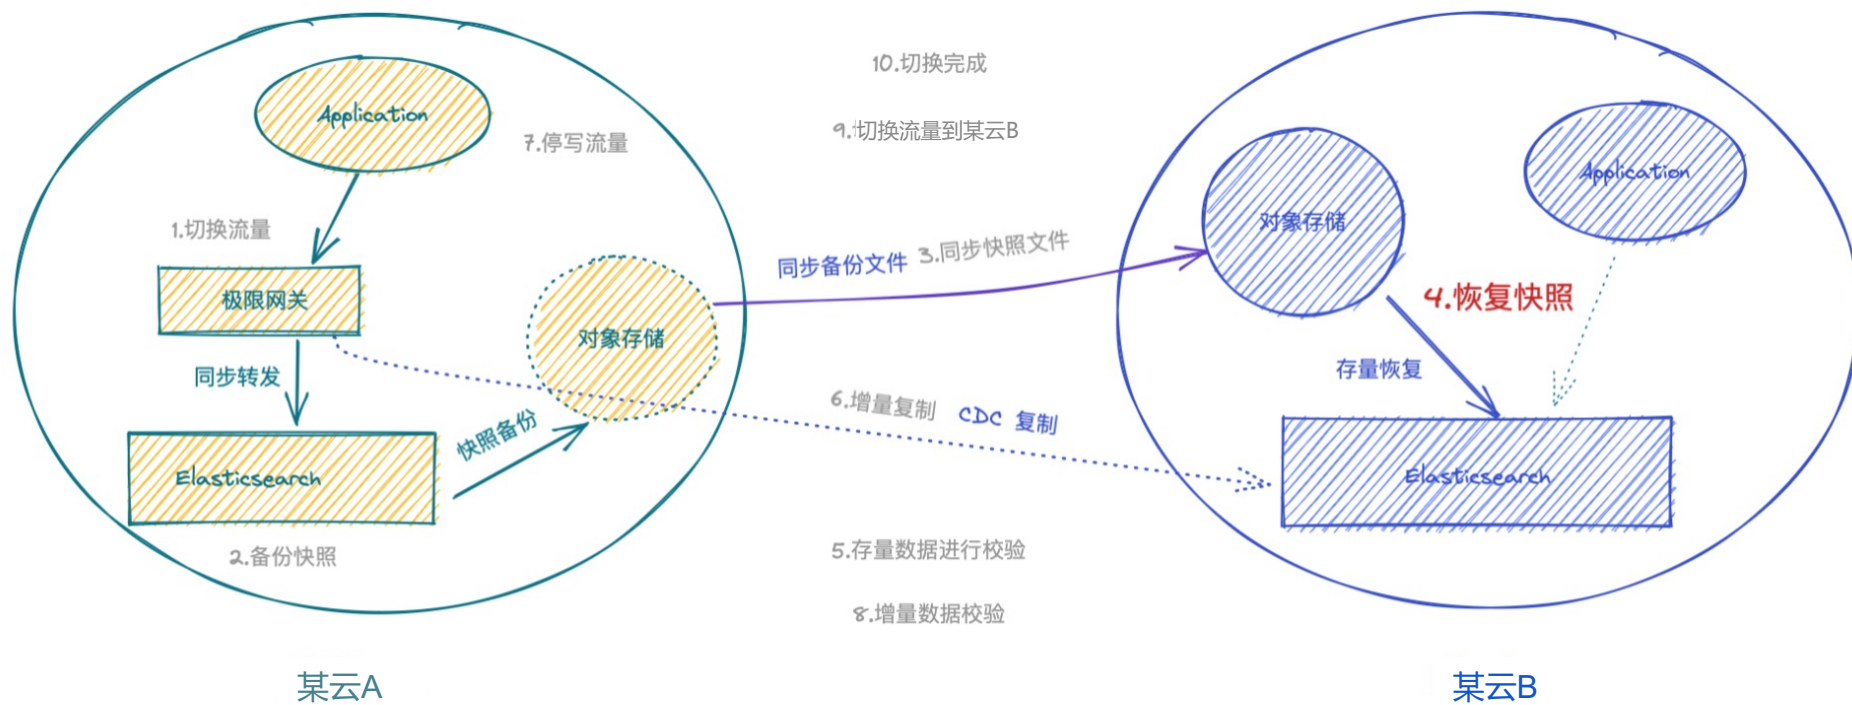 10.切换完成
9.切换流量到某云B
Application
7.停写流量
1.切换流量
极限网关
同步转发
Elasticsearch
2.备份快照
快照备份
对象存储
同步备份文件
3.同步快照文件
6.增量复制
CDC 复制
5.存量数据进行校验
8.增量数据校验
对象存储
Application
4.恢复快照
存量恢复
Elasticsearch
某云A
某云B